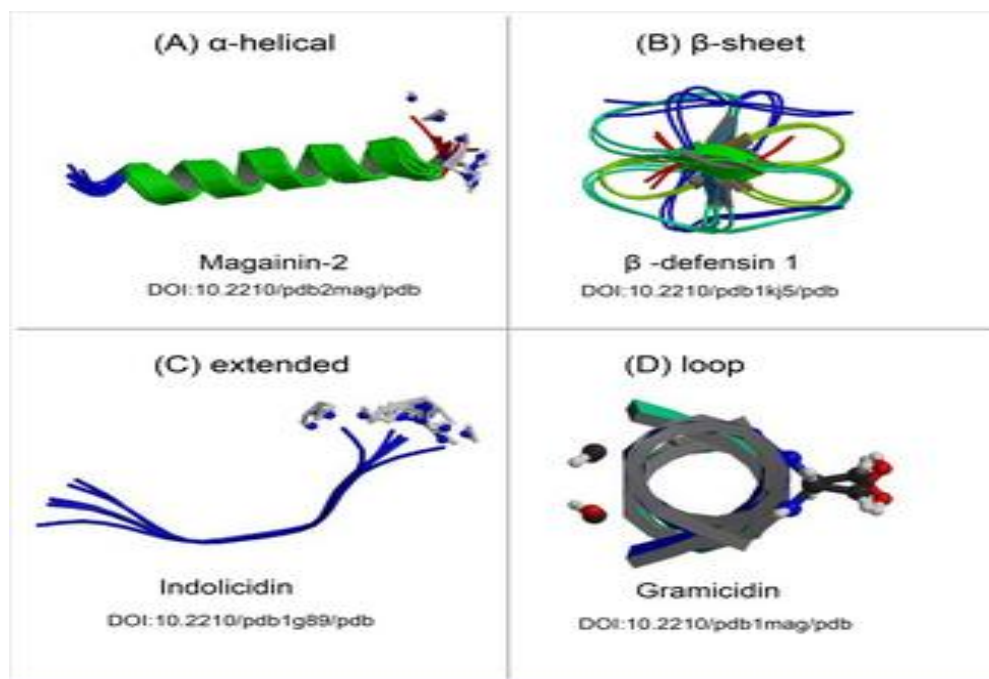 (A) α-helical
Magainin-2
DOI:10.2210/pdb2mag/pdb
(B) β-sheet
β -defensin 1
DOI:10.2210/pdb1kj5/pdb
(C) extended
Indolicidin
DOI:10.2210/pdb1g89/pdb
(D) loop
Gramicidin
DOI:10.2210/pdb1mag/pdb